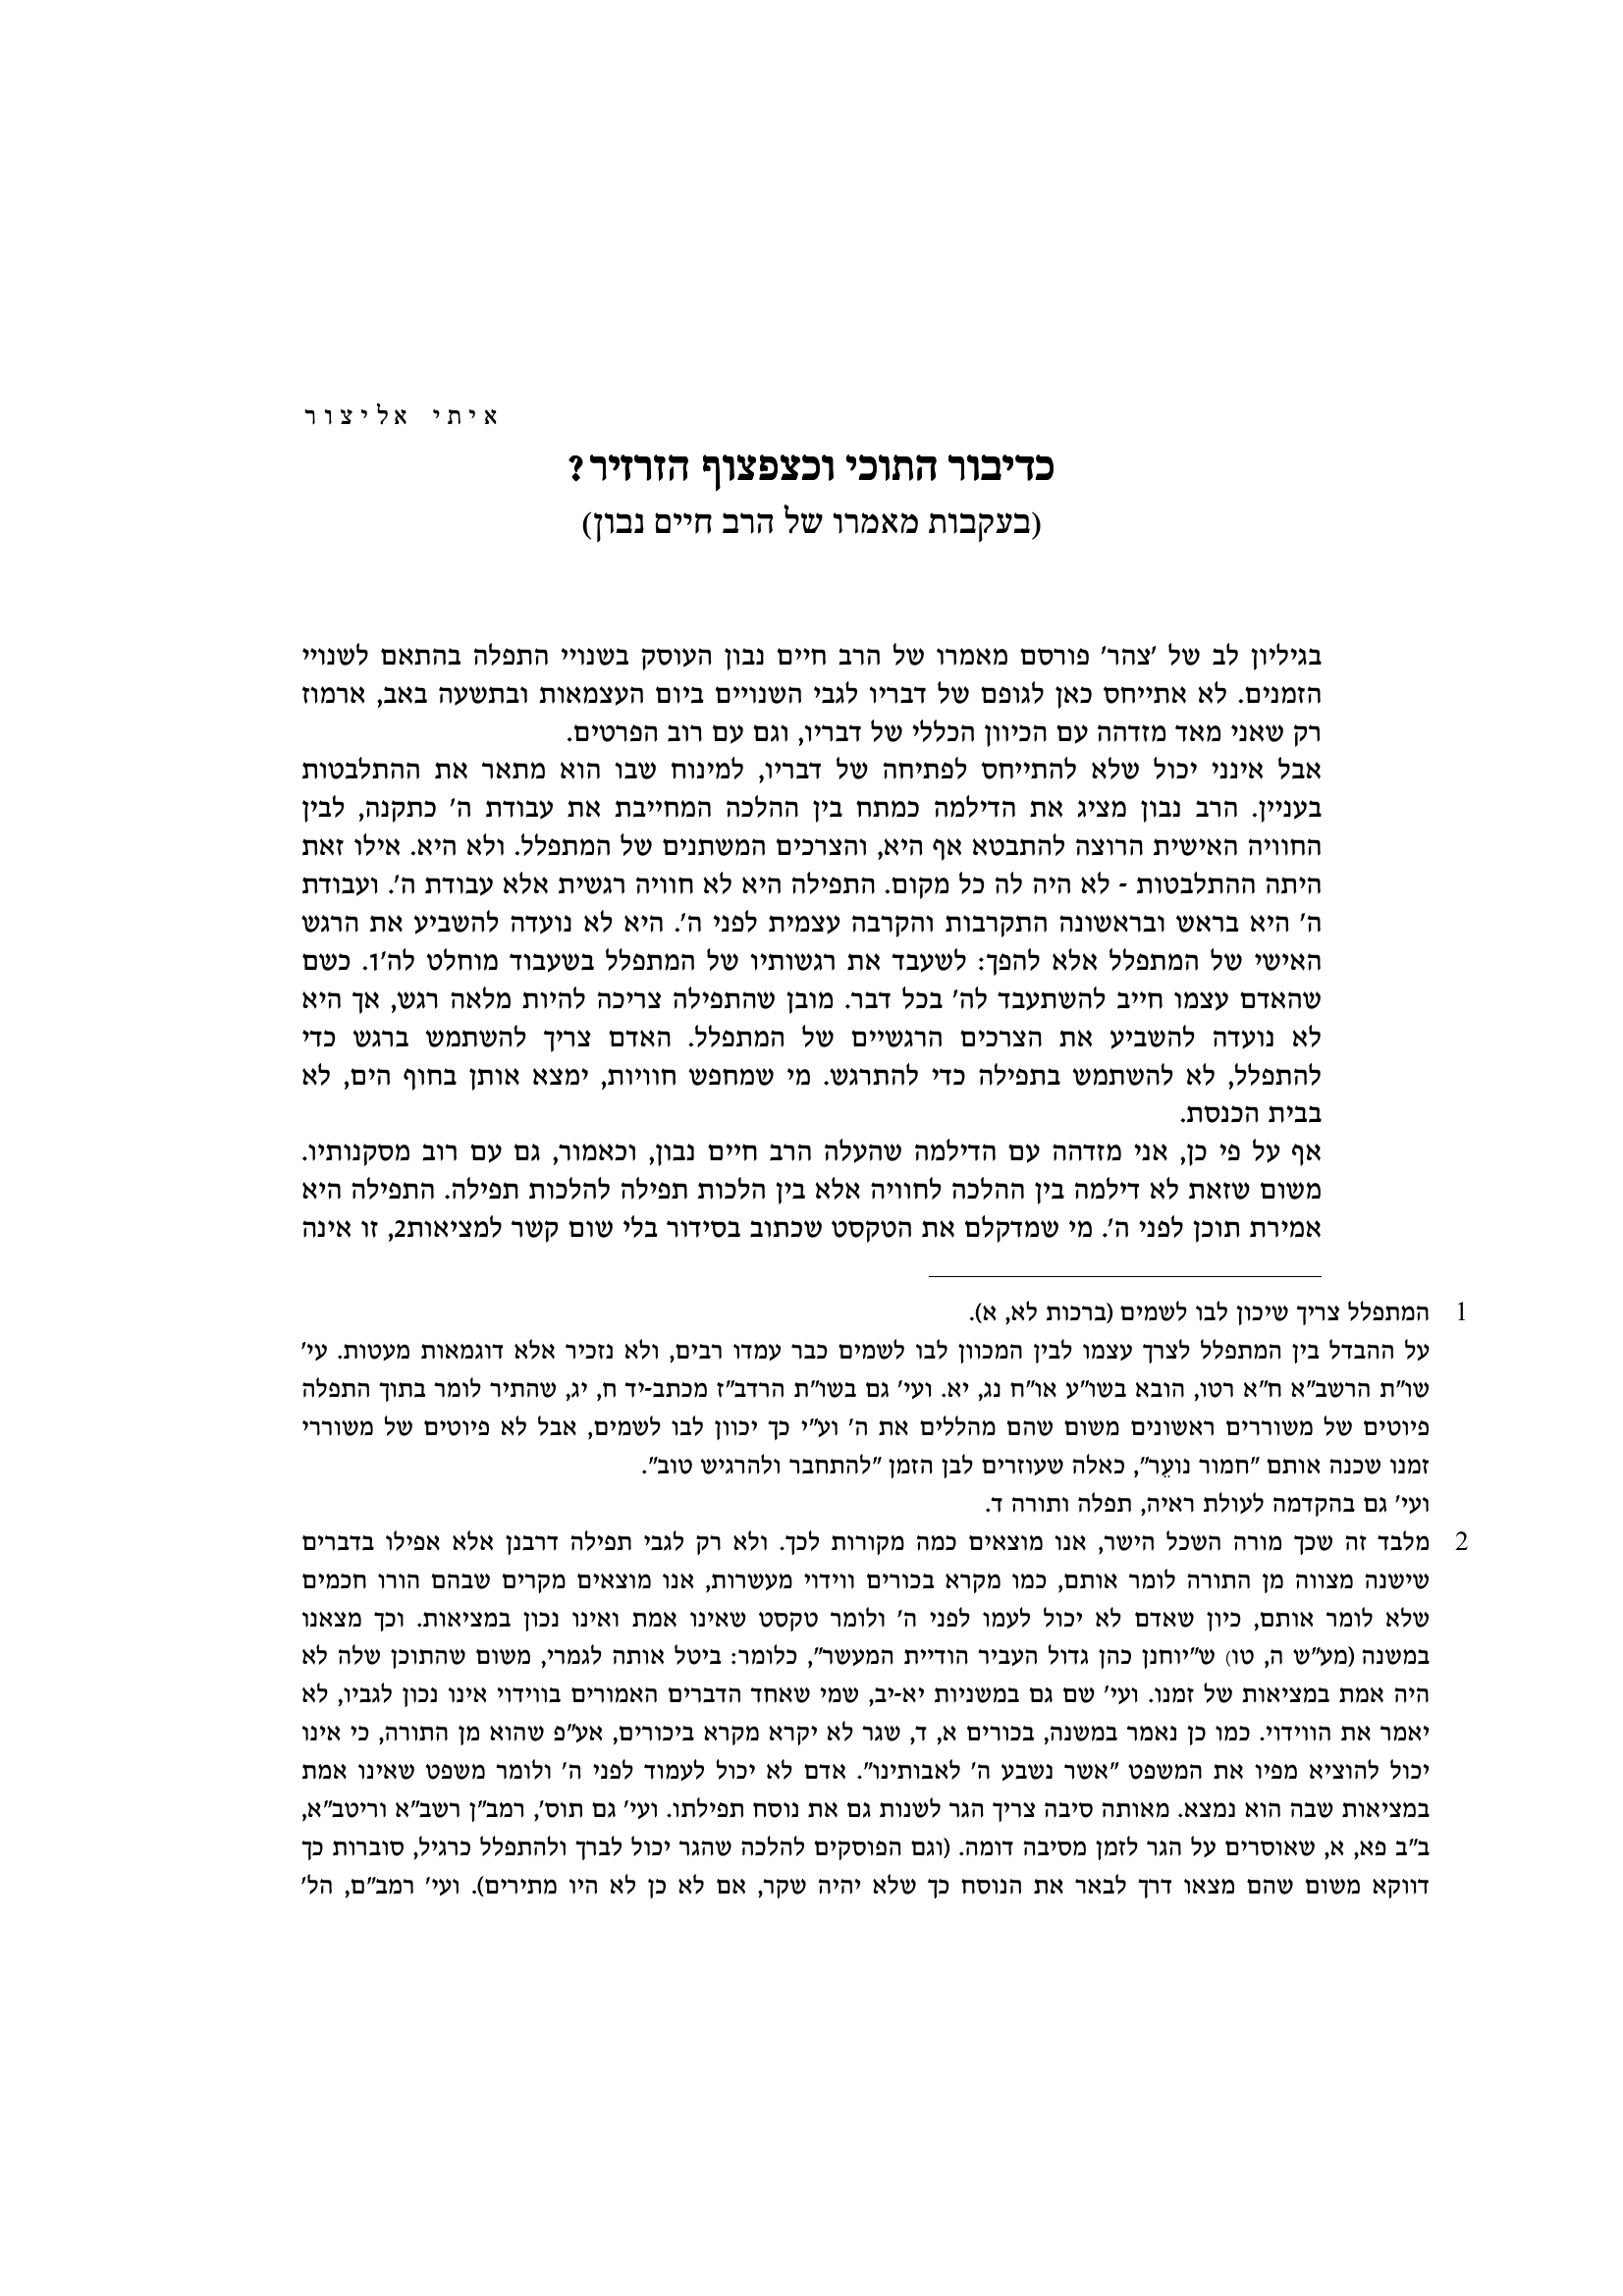 איתי אליצור
כדיבור התוכי וכצפצוף הזרזיר?
(בעקבות מאמרו של הרב חיים נבון)
בגיליון לב של 'צהר' פורסם מאמרו של הרב חיים נבון העוסק בשנויי התפלה בהתאם לשנויי
הזמנים. לא אתייחס כאן לגופם של דבריו לגבי השנויים ביום העצמאות ובתשעה באב, ארמוז
רק שאני מאד מזדהה עם הכיוון הכללי של דבריו, וגם עם רוב הפרטים.
אבל אינני יכול שלא להתייחס לפתיחה של דבריו, למינוח שבו הוא מתאר את ההתלבטות
בעניין. הרב נבון מציג את הדילמה כמתח בין ההלכה המחייבת את עבודת ה' כתקנה, לבין
החוויה האישית הרוצה להתבטא אף היא, והצרכים המשתנים של המתפלל. ולא היא. אילו זאת
היתה ההתלבטות - לא היה לה כל מקום. התפילה היא לא חוויה רגשית אלא עבודת ה'. ועבודת
ה' היא בראש ובראשונה התקרבות והקרבה עצמית לפני ה'. היא לא נועדה להשביע את הרגש
האישי של המתפלל אלא להפך: לשעבד את רגשותיו של המתפלל בשעבוד מוחלט לה'1. כשם
שהאדם עצמו חייב להשתעבד לה' בכל דבר. מובן שהתפילה צריכה להיות מלאה רגש, אך היא
לא נועדה להשביע את הצרכים הרגשיים של המתפלל. האדם צריך להשתמש ברגש כדי
להתפלל, לא להשתמש בתפילה כדי להתרגש. מי שמחפש חוויות, ימצא אותן בחוף הים, לא
בבית הכנסת.
אף על פי כן, אני מזדהה עם הדילמה שהעלה הרב חיים נבון, וכאמור, גם עם רוב מסקנותיו.
משום שזאת לא דילמה בין ההלכה לחוויה אלא בין הלכות תפילה להלכות תפילה. התפילה היא
אמירת תוכן לפני ה'. מי שמדקלם את הטקסט שכתוב בסידור בלי שום קשר למציאות2, זו אינה
1 המתפלל צריך שיכון לבו לשמים (ברכות לא, א).
על ההבדל בין המתפלל לצרך עצמו לבין המכוון לבו לשמים כבר עמדו רבים, ולא נזכיר אלא דוגמאות מעטות. עי'
שו"ת הרשב"א ח"א רטו, הובא בשו"ע או"ח נג, יא. ועי' גם בשו"ת הרדב"ז מכתב-יד ח, יג, שהתיר לומר בתוך התפלה
פיוטים של משוררים ראשונים משום שהם מהללים את ה' וע"י כך יכוון לבו לשמים, אבל לא פיוטים של משוררי
זמנו שכנה אותם "חמור נוֹעֵר", כאלה שעוזרים לבן הזמן "להתחבר ולהרגיש טוב".
ועי' גם בהקדמה לעולת ראיה, תפלה ותורה ד.
2 מלבד זה שכך מורה השכל הישר, אנו מוצאים כמה מקורות לכך. ולא רק לגבי תפילה דרבנן אלא אפילו בדברים
שישנה מצווה מן התורה לומר אותם, כמו מקרא בכורים ווידוי מעשרות, אנו מוצאים מקרים שבהם הורו חכמים
שלא לומר אותם, כיון שאדם לא יכול לעמו לפני ה' ולומר טקסט שאינו אמת ואינו נכון במציאות. וכך מצאנו
במשנה (מע"ש ה, טו) ש"יוחנן כהן גדול העביר הודיית המעשר", כלומר: ביטל אותה לגמרי, משום שהתוכן שלה לא
היה אמת במציאות של זמנו. ועי' שם גם במשניות יא-יב, שמי שאחד הדברים האמורים בווידוי אינו נכון לגביו, לא
יאמר את הווידוי. כמו כן נאמר במשנה, בכורים א, ד, שגר לא יקרא מקרא ביכורים, אע"פ שהוא מן התורה, כי אינו
יכול להוציא מפיו את המשפט "אשר נשבע ה' לאבותינו". אדם לא יכול לעמוד לפני ה' ולומר משפט שאינו אמת
במציאות שבה הוא נמצא. מאותה סיבה צריך הגר לשנות גם את נוסח תפילתו. ועי' גם תוס', רמב"ן רשב"א וריטב"א,
ב"ב פא, א, שאוסרים על הגר לזמן מסיבה דומה. (וגם הפוסקים להלכה שהגר יכול לברך ולהתפלל כרגיל, סוברות כך
דווקא משום שהם מצאו דרך לבאר את הנוסח כך שלא יהיה שקר, אם לא כן לא היו מתירים). ועי' רמב"ם, הל'